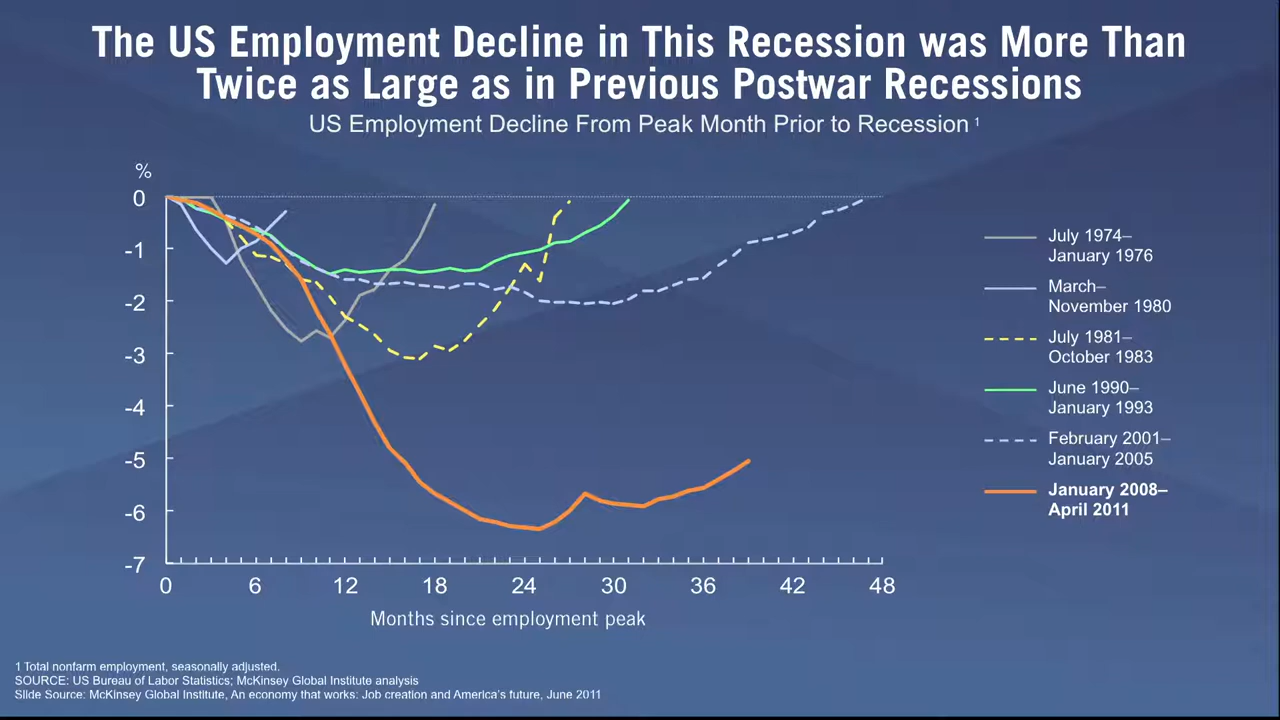 The US Employment Decline in This Recession was More Than
Twice as Large as in Previous Postwar Recessions
US Employment Decline From Peak Month Prior to Recession 1
%
0
-1
-2
-3
-4
-5
-6
-7
0 6 12 18 24 30 36 42 48
Months since employment peak
July 1974–
January 1976
March–
November 1980
July 1981–
October 1983
June 1990–
January 1993
February 2001–
January 2005
January 2008–
April 2011
1 Total nonfarm employment, seasonally adjusted.
SOURCE: US Bureau of Labor Statistics; McKinsey Global Institute analysis
Slide Source: McKinsey Global Institute, An economy that works: Job creation and America's future, June 2011